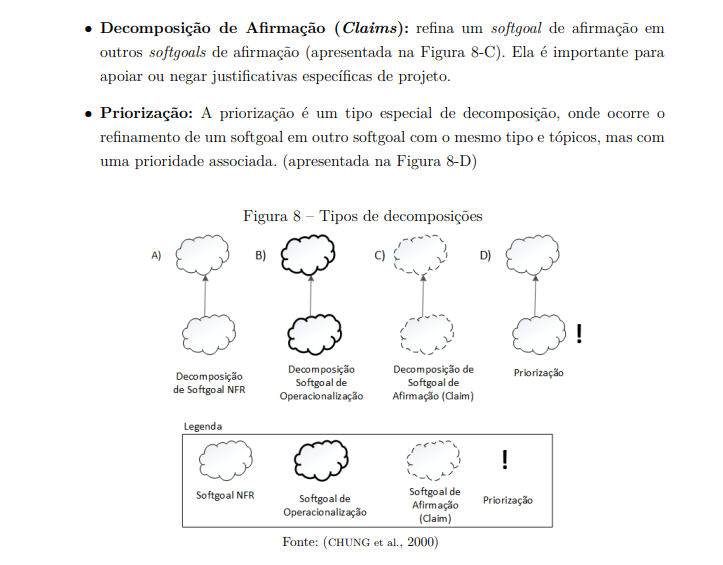 • Decomposição de Afirmação (Claims): refina um softgoal de afirmação em
outros softgoals de afirmação (apresentada na Figura 8-C). Ela é importante para
apoiar ou negar justificativas específicas de projeto.
• Priorização: A priorização é um tipo especial de decomposição, onde ocorre o
refinamento de um softgoal em outro softgoal com o mesmo tipo e tópicos, mas com
uma prioridade associada. (apresentada na Figura 8-D)
Figura 8 – Tipos de decomposições
A) B) C) D)
!
Decomposição
de Softgoal NFR
Decomposição
Softgoal de
Operacionalização
Decomposição de
Softgoal de
Afirmação (Claim)
Priorização
Legenda
!
Softgoal NFR
Softgoal de
Operacionalização
Softgoal de
Afirmação
(Claim)
Priorização
Fonte: (CHUNG et al., 2000)